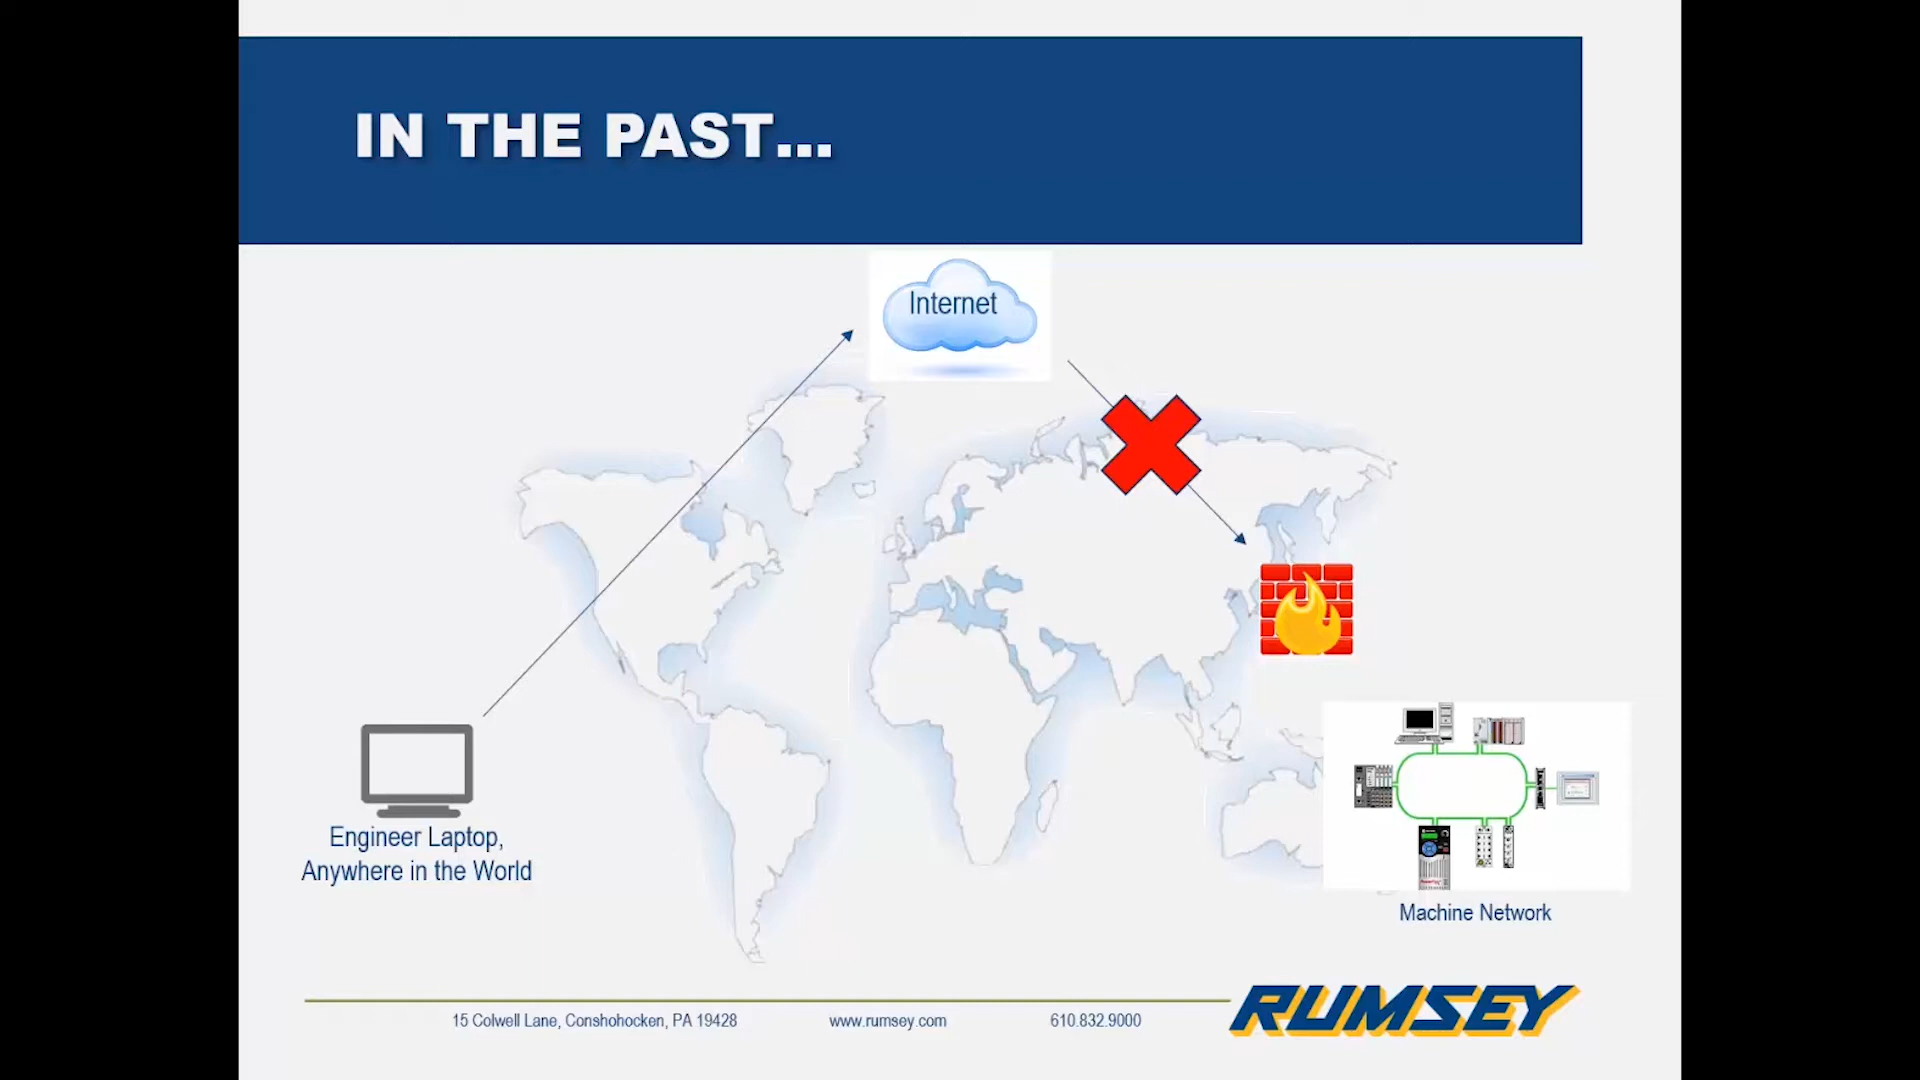 IN THE PAST...
Internet
Engineer Laptop,
Anywhere in the World
Machine Network
15 Colwell Lane, Conshohocken, PA 19428
www.rumsey.com
610.832.9000
RUMSEY